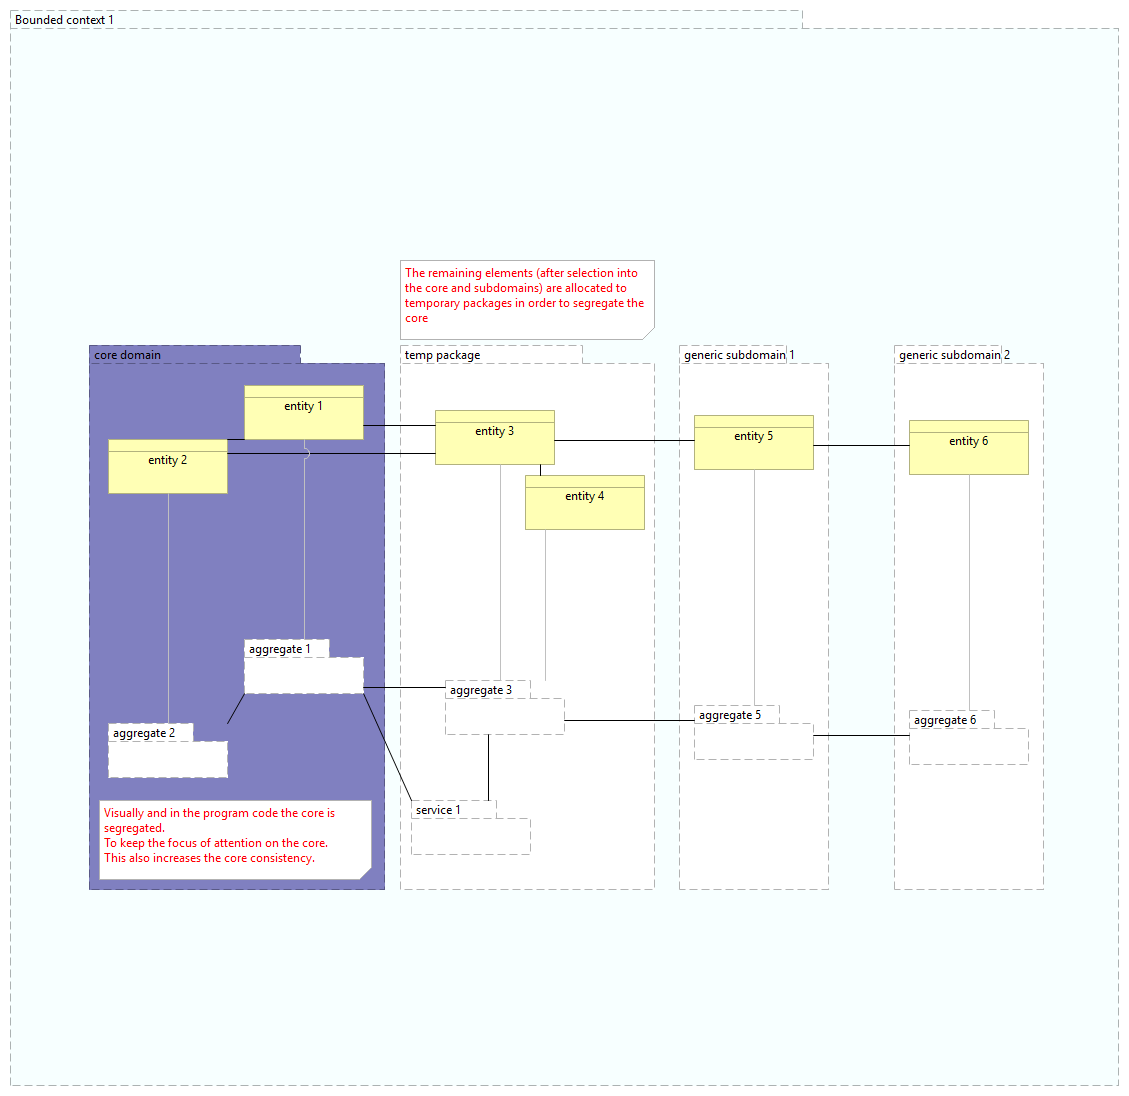 Bounded context 1
The remaining elements (after selection into
the core and subdomains) are allocated to
temporary packages in order to segregate the
core
core domain
temp package
generic subdomain 1
generic subdomain 2
entity 1
entity 3
entity 5
entity 6
entity 2
entity 4
aggregate 1
aggregate 3
aggregate 5
aggregate 6
aggregate 2
service 1
Visually and in the program code the core is
segregated.
To keep the focus of attention on the core.
This also increases the core consistency.